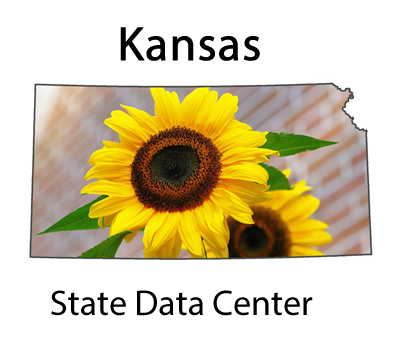 Kansas
State Data Center